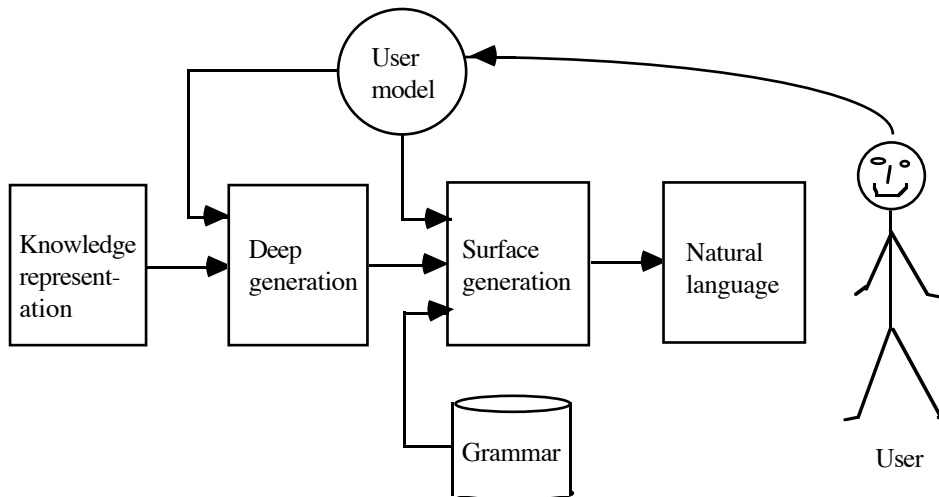 User
model
Knowledge
represent-
ation
Deep
generation
Surface
generation
Natural
language
Grammar
User